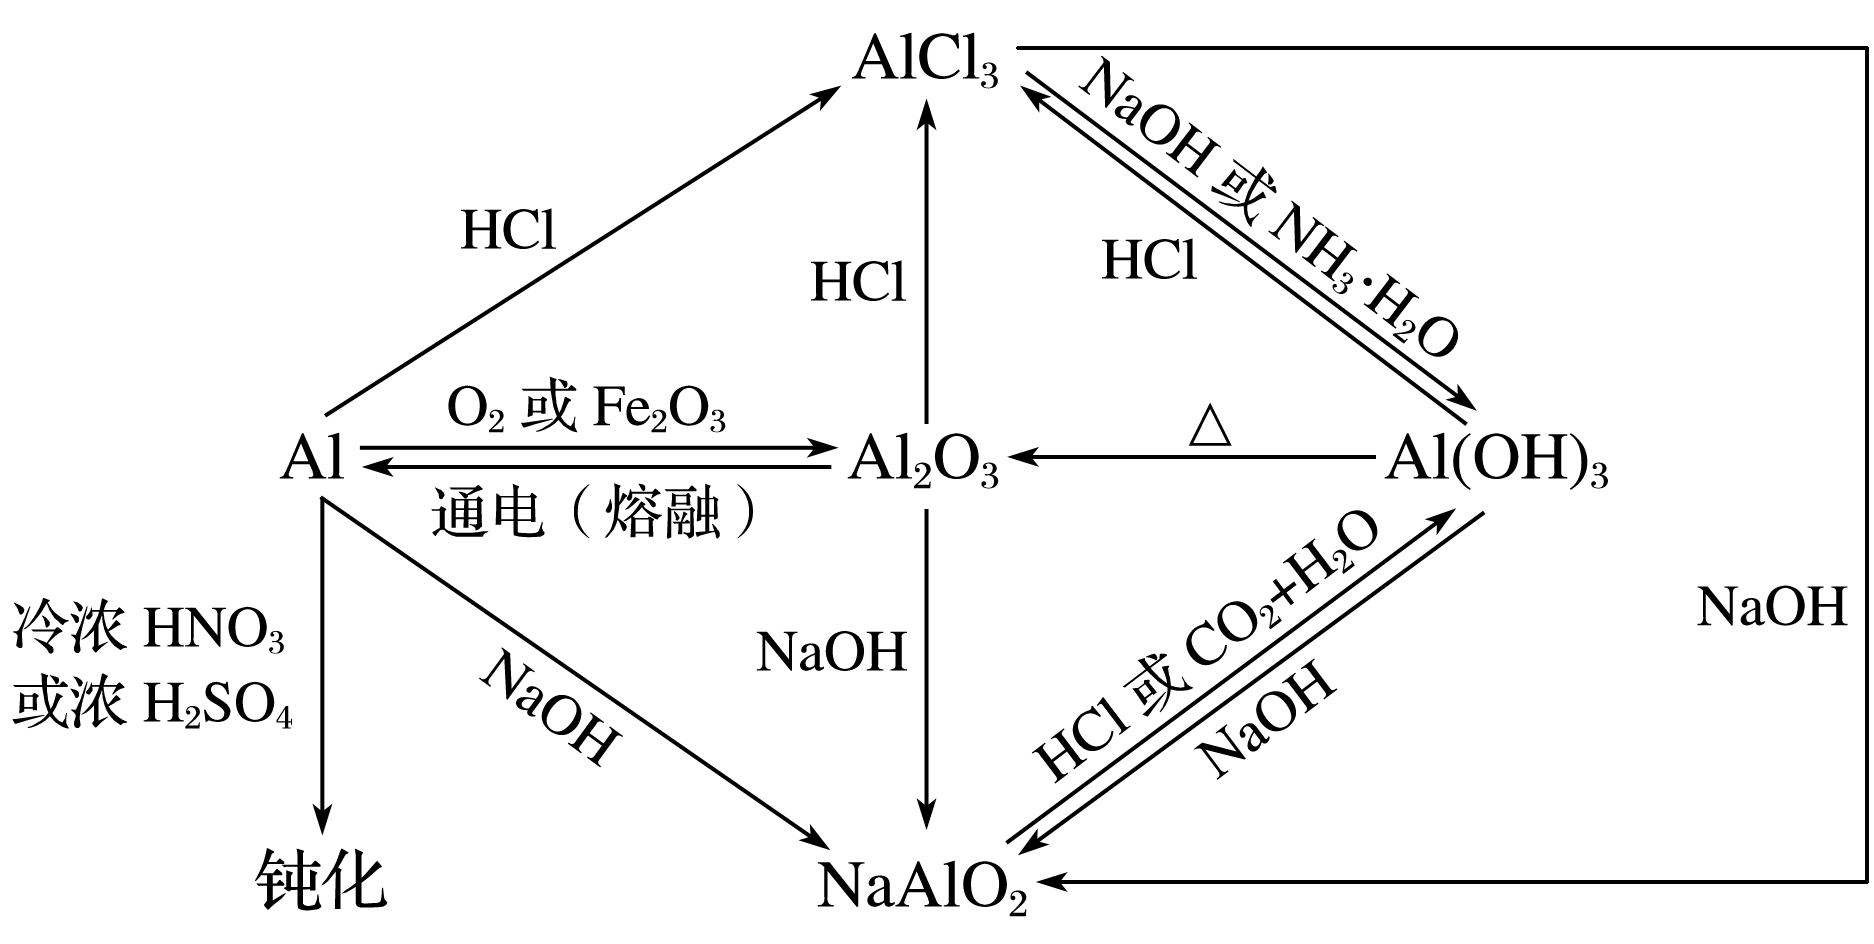 AlCl₃
NaOH 或 NH₃·H₂O
HCl
HCl
HCl
O₂ 或 Fe₂O₃
Al
Al₂O₃
△
Al(OH)₃
通电（熔融）
冷浓 HNO₃
或浓 H₂SO₄
NaOH
NaOH
HCl 或 CO₂+H₂O
NaOH
NaOH
钝化
NaAlO₂